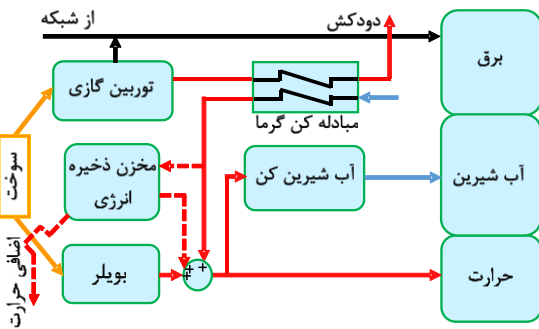 از شبکه
دودکش
برق
توربین گازی
مبادله کن گرما
سوخت
مخزن ذخیره
انرژی
آب شیرین کن
آب شیرین
اضافی حرارت
بویلر
+
+
+
حرارت